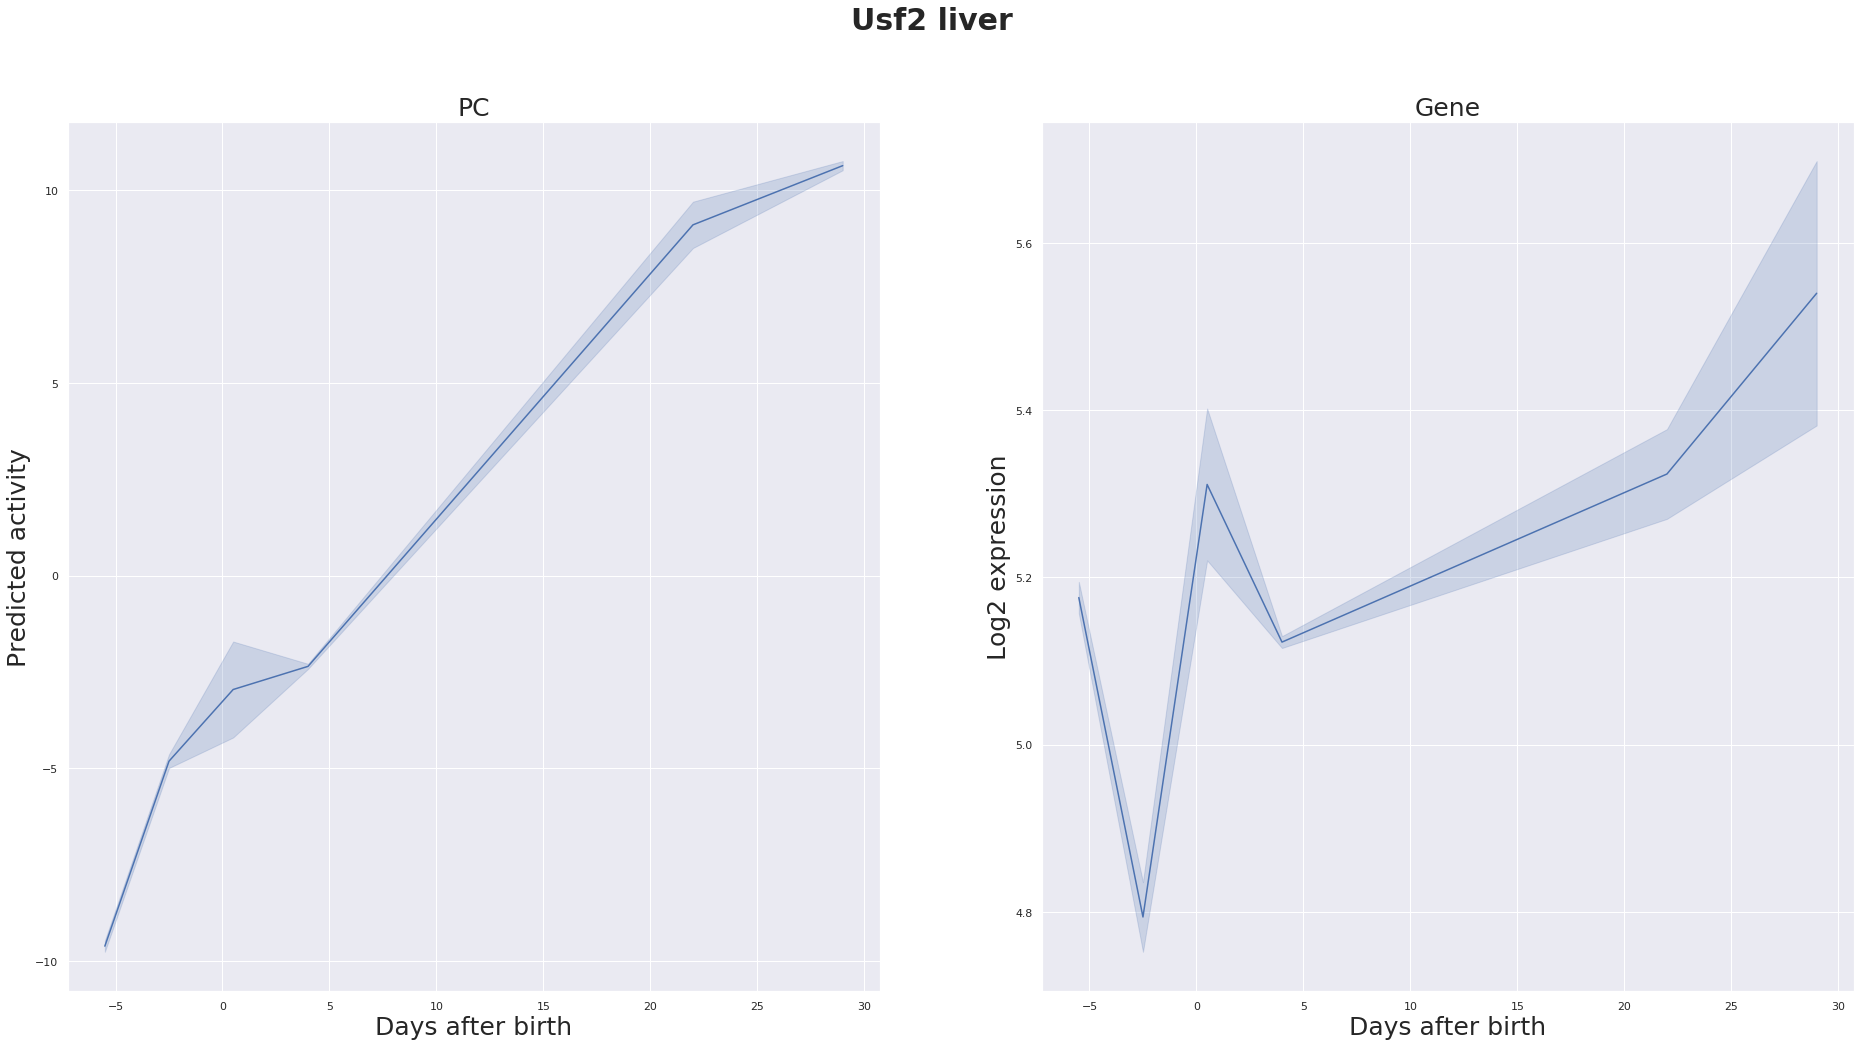 Usf2 liver
PC
Predicted activity
10
5
0
−5
−10
−5 0 5 10 15 20 25 30
Days after birth
Gene
Log2 expression
5.6
5.4
5.2
5.0
4.8
−5 0 5 10 15 20 25 30
Days after birth